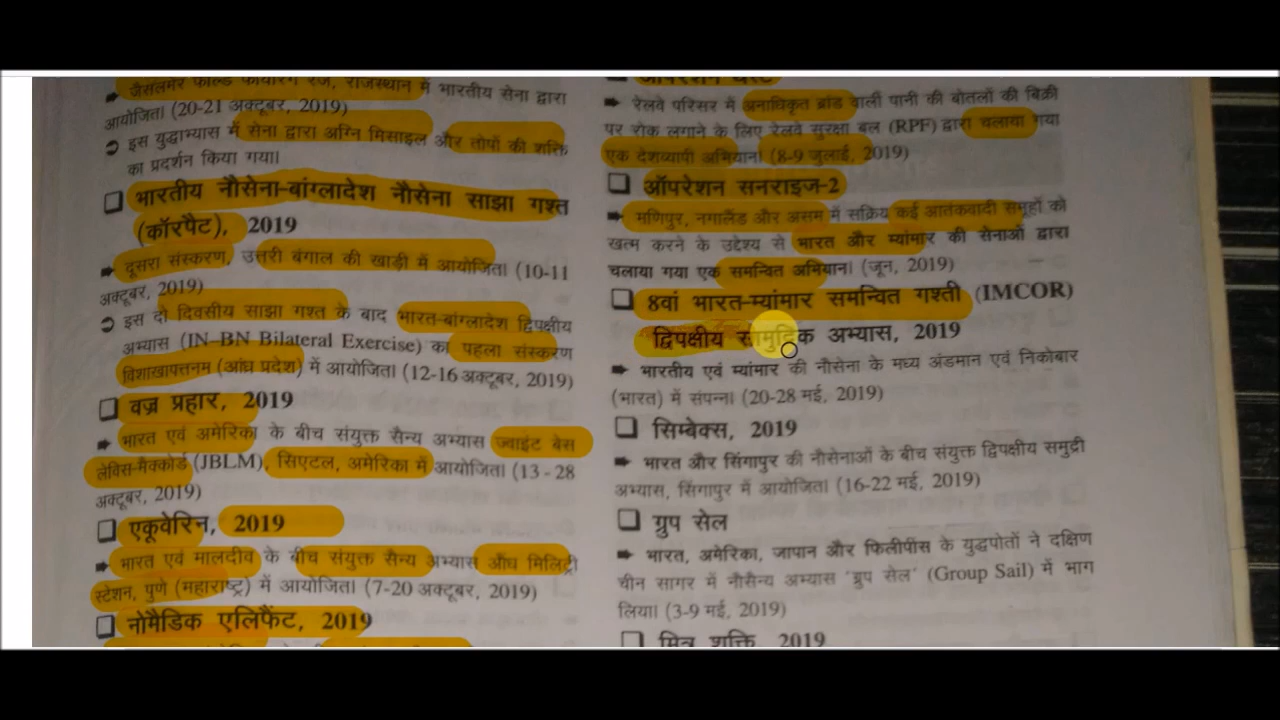 जैसलमेर फील्ड फायरिंग रेंज, राजस्थान में भारतीय सेना द्वारा
आयोजित। (20-21 अक्टूबर, 2019)
इस युद्धाभ्यास में सेना द्वारा अग्नि मिसाइल और तोपों की शक्ति
का प्रदर्शन किया गया।
भारतीय नौसेना-बांग्लादेश नौसेना साझा गश्त
(कॉरपैट), 2019
दूसरा संस्करण, उत्तरी बंगाल की खाड़ी में आयोजित। (10-11
अक्टूबर, 2019)
इस दो दिवसीय साझा गश्त के बाद भारत-बांग्लादेश द्विपक्षीय
अभ्यास (IN–BN Bilateral Exercise) का पहला संस्करण
विशाखापत्तनम (आंध्र प्रदेश) में आयोजित। (12-16 अक्टूबर, 2019)
वज्र प्रहार, 2019
भारत एवं अमेरिका के बीच संयुक्त सैन्य अभ्यास ज्वाइंट बेस
लेविस-मैक्कोर्ड (JBLM), सिएटल, अमेरिका में आयोजित। (13-28
अक्टूबर, 2019)
एकूवेरिन, 2019
भारत एवं मालदीव के बीच संयुक्त सैन्य अभ्यास औंध मिलिट्री
स्टेशन, पुणे (महाराष्ट्र) में आयोजित। (7-20 अक्टूबर, 2019)
नोमैडिक एलिफैंट, 2019
ऑपरेशन थर्स्ट
रेलवे परिसर में अनाधिकृत ब्रांड वाली पानी की बोतलों की बिक्री
पर रोक लगाने के लिए रेलवे सुरक्षा बल (RPF) द्वारा चलाया गया
एक देशव्यापी अभियान। (8-9 जुलाई, 2019)
ऑपरेशन सनराइज-2
मणिपुर, नगालैंड और असम में सक्रिय कई आतंकवादी समूहों को
खत्म करने के उद्देश्य से भारत और म्यांमार की सेनाओं द्वारा
चलाया गया एक समन्वित अभियान। (जून, 2019)
8वां भारत-म्यांमार समन्वित गश्ती (IMCOR)
द्विपक्षीय सामुद्रिक अभ्यास, 2019
भारतीय एवं म्यांमार की नौसेना के मध्य अंडमान एवं निकोबार
(भारत) में संपन्न। (20-28 मई, 2019)
सिम्बेक्स, 2019
भारत और सिंगापुर की नौसेनाओं के बीच संयुक्त द्विपक्षीय समुद्री
अभ्यास, सिंगापुर में आयोजित। (16-22 मई, 2019)
ग्रुप सेल
भारत, अमेरिका, जापान और फिलीपींस के युद्धपोतों ने दक्षिण
चीन सागर में नौसैन्य अभ्यास 'ग्रुप सेल' (Group Sail) में भाग
लिया। (3-9 मई, 2019)
मित्र शक्ति 2019